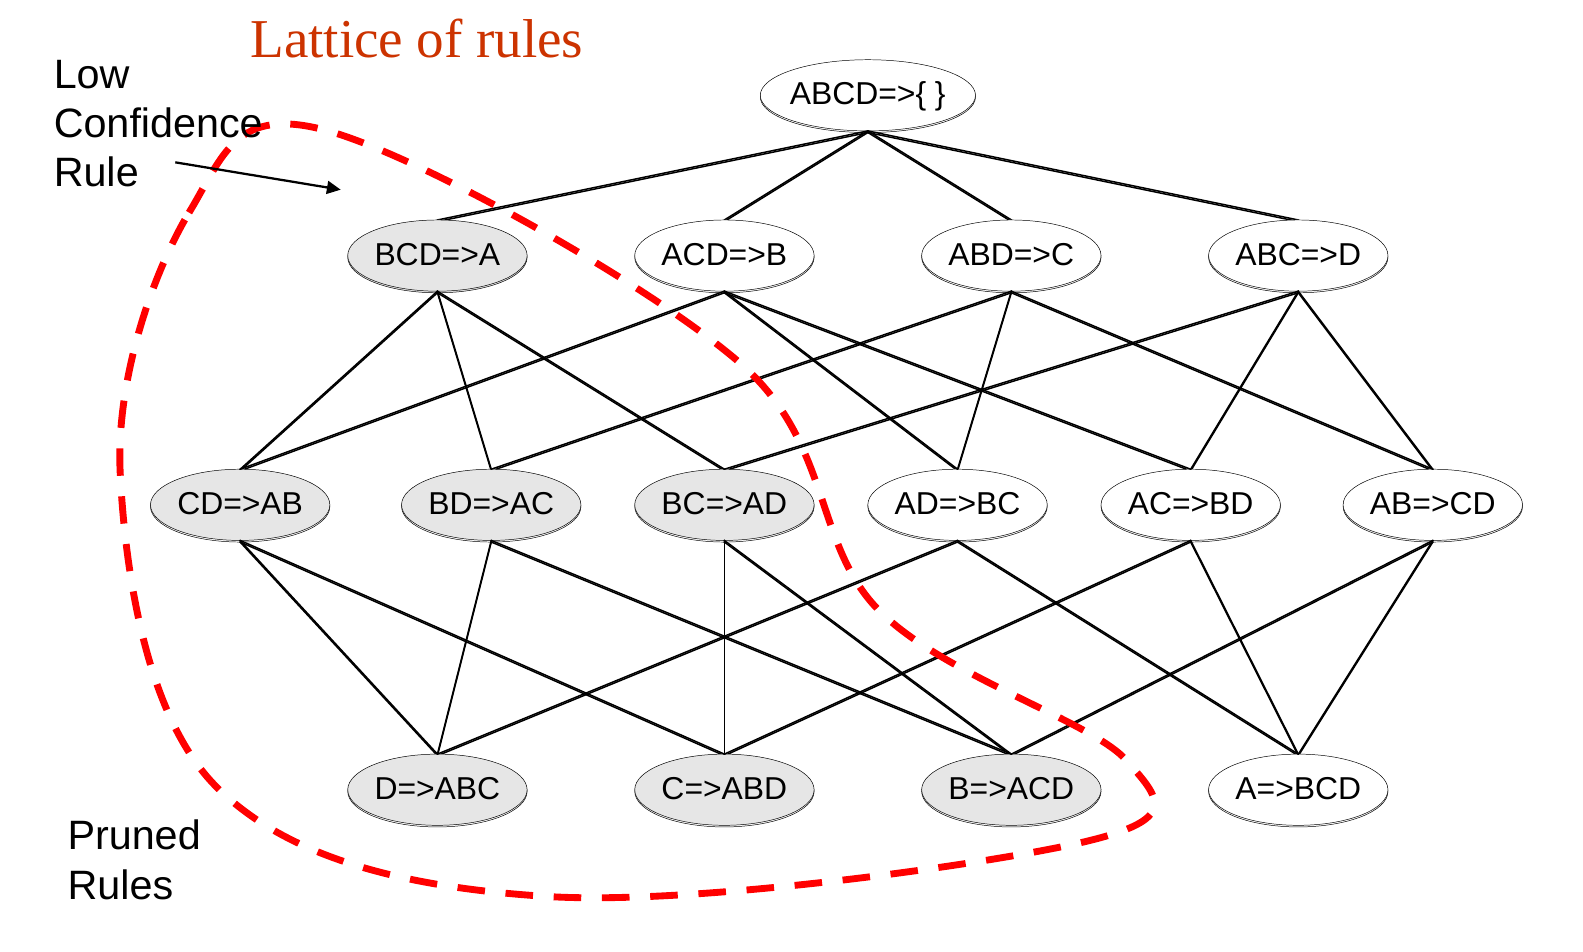 Lattice of rules
Low
Confidence
Rule
ABCD=>{ }
BCD=>A ACD=>B ABD=>C ABC=>D
CD=>AB BD=>AC BC=>AD AD=>BC AC=>BD AB=>CD
D=>ABC C=>ABD B=>ACD A=>BCD
Pruned
Rules